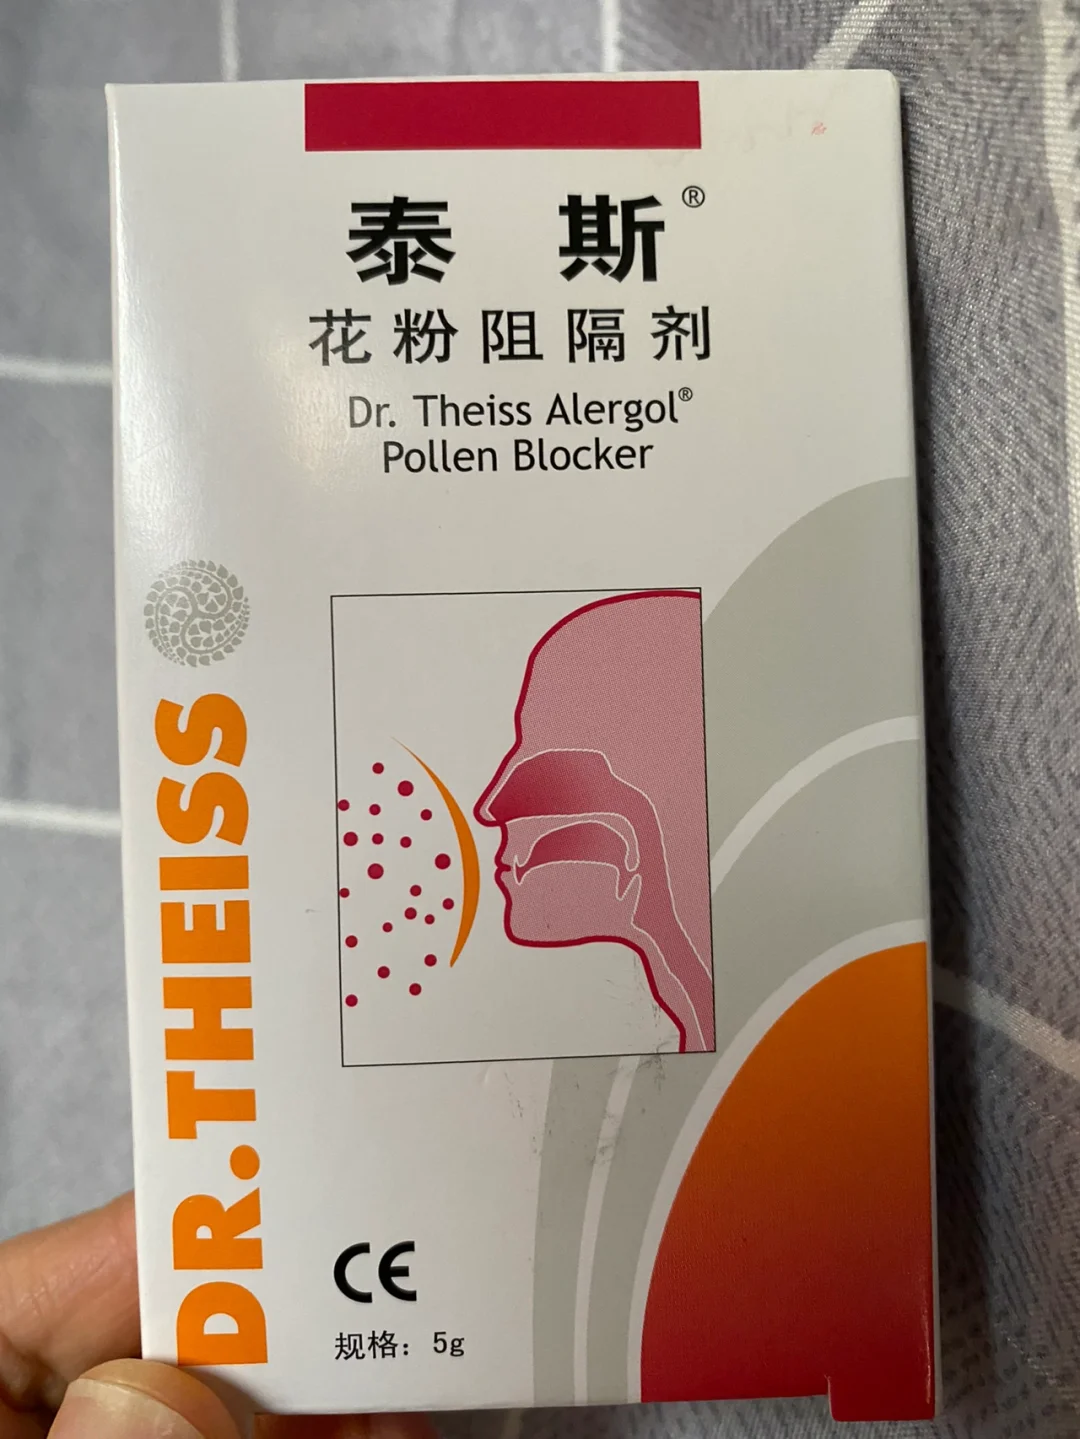 泰斯®
花粉阻隔剂
Dr. Theiss Alergol®
Pollen Blocker
DR.THEISS
CE
规格：5g